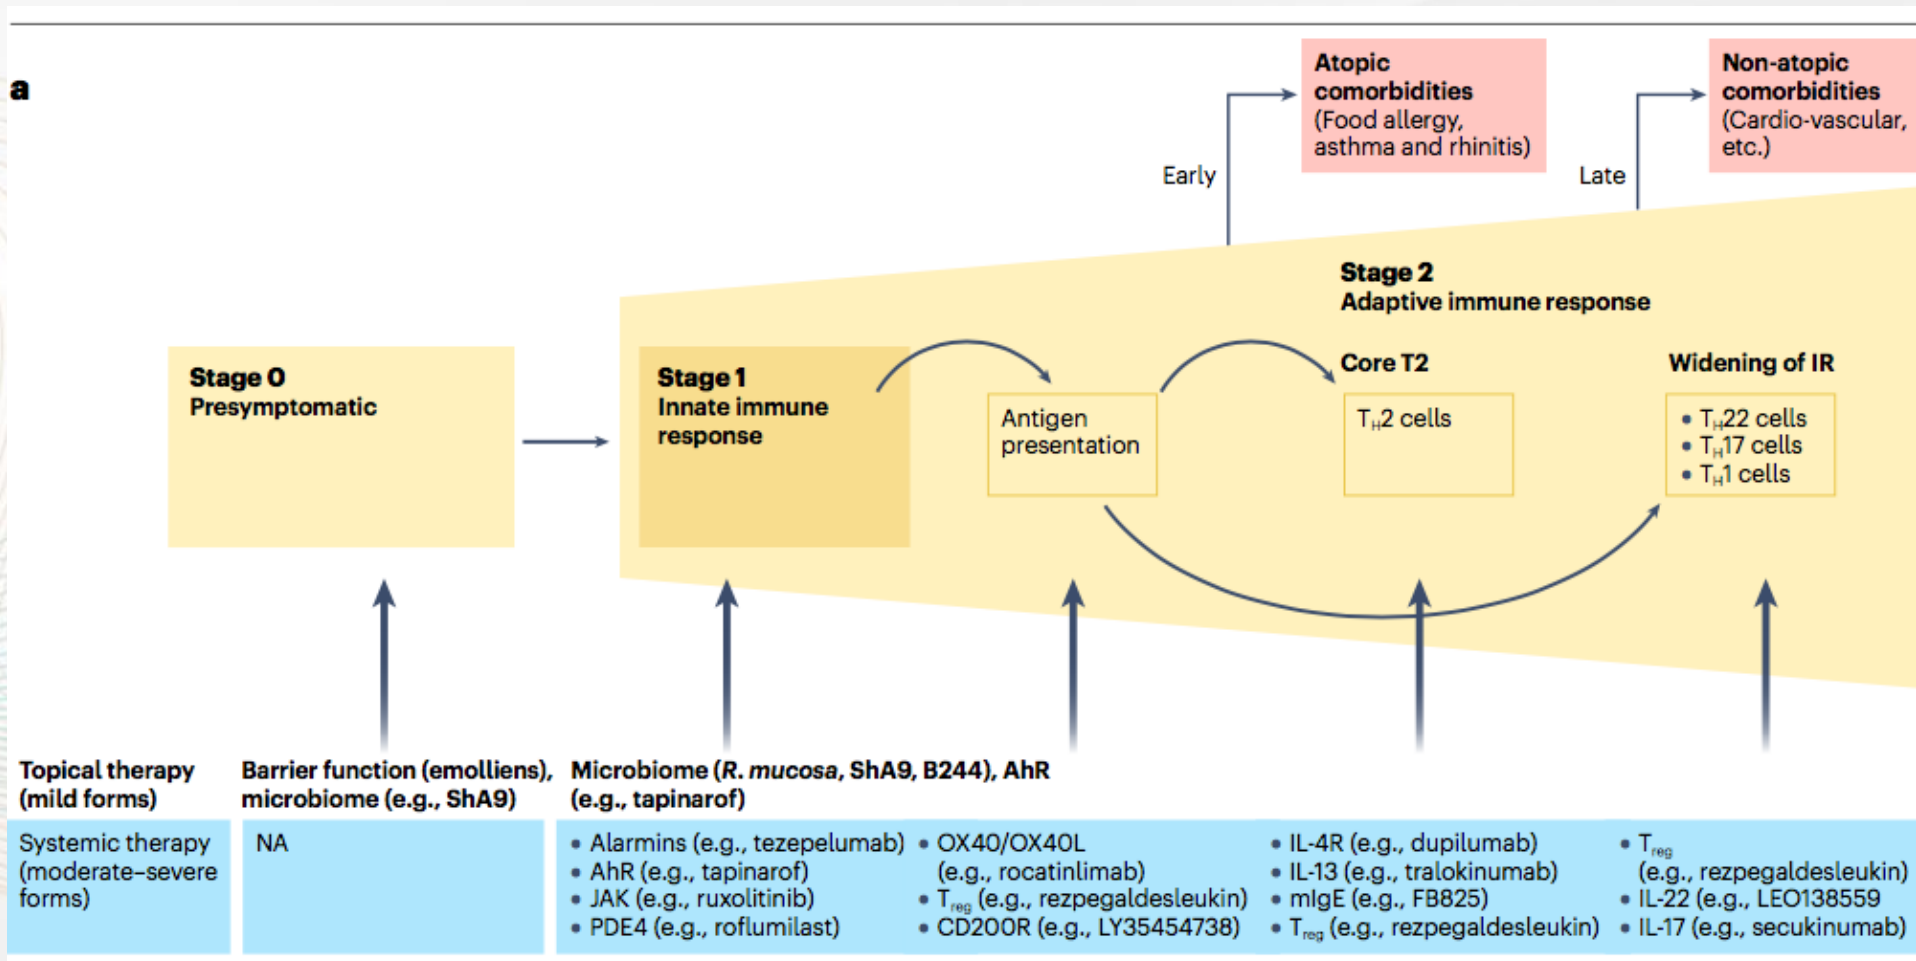 a
Atopic
comorbidities
(Food allergy,
asthma and rhinitis)
Non-atopic
comorbidities
(Cardio-vascular,
etc.)
Early
Late
Stage 2
Adaptive immune response
Stage 0
Presymptomatic
Stage 1
Innate immune
response
Antigen
presentation
Core T2
TH2 cells
Widening of IR
• TH22 cells
• TH17 cells
• TH1 cells
Topical therapy
(mild forms)
Barrier function (emolliens),
microbiome (e.g., ShA9)
Microbiome (R. mucosa, ShA9, B244), AhR
(e.g., tapinarof)
Systemic therapy
(moderate–severe
forms)
NA
• Alarmins (e.g., tezepelumab)
• AhR (e.g., tapinarof)
• JAK (e.g., ruxolitinib)
• PDE4 (e.g., roflumilast)
• OX40/OX40L
(e.g., rocatinlimab)
• Treg (e.g., rezpegaldesleukin)
• CD200R (e.g., LY35454738)
• IL-4R (e.g., dupilumab)
• IL-13 (e.g., tralokinumab)
• mIgE (e.g., FB825)
• Treg (e.g., rezpegaldesleukin)
• Treg
(e.g., rezpegaldesleukin)
• IL-22 (e.g., LEO138559
• IL-17 (e.g., secukinumab)